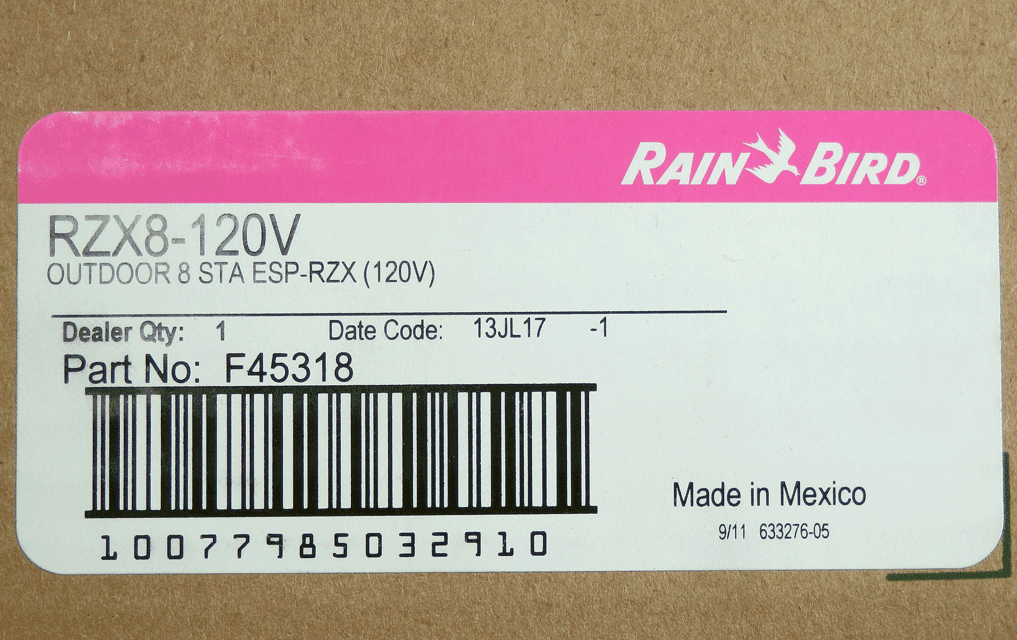 RAIN BIRD®
RZX8-120V
OUTDOOR 8 STA ESP-RZX (120V)
Dealer Qty: 1 Date Code: 13JL17 -1
Part No: F45318
10077985032910
Made in Mexico
9/11 633276-05